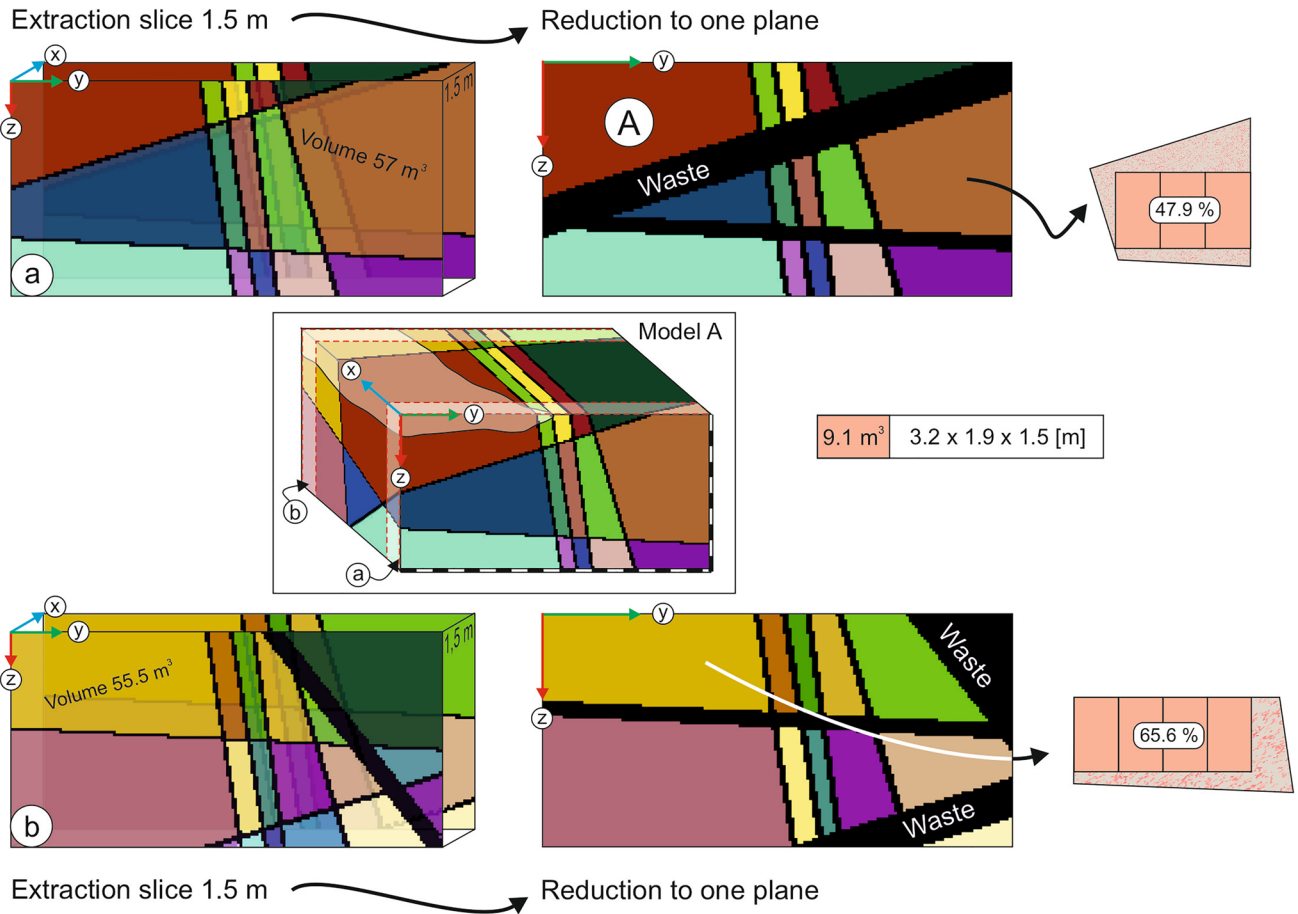 Extraction slice 1.5 m
Reduction to one plane
x
y
z
1.5 m
Volume 57 m³
a
y
z
A
Waste
47.9 %
Model A
x
y
z
b
a
9.1 m³
3.2 x 1.9 x 1.5 [m]
x
y
z
1,5 m
Volume 55.5 m³
b
y
z
Waste
Waste
65.6 %
Extraction slice 1.5 m
Reduction to one plane